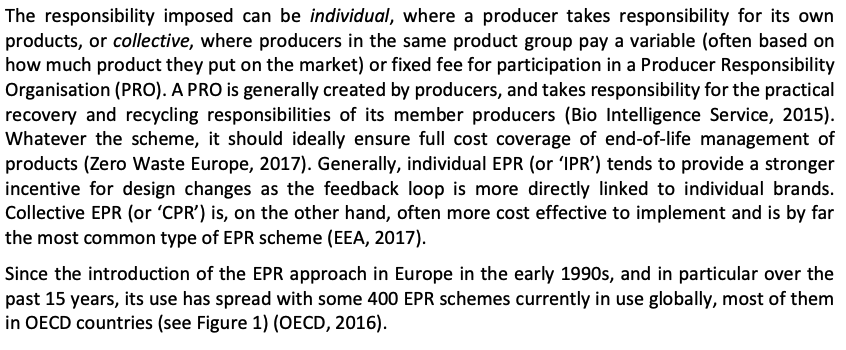 The responsibility imposed can be individual, where a producer takes responsibility for its own
products, or collective, where producers in the same product group pay a variable (often based on
how much product they put on the market) or fixed fee for participation in a Producer Responsibility
Organisation (PRO). A PRO is generally created by producers, and takes responsibility for the practical
recovery and recycling responsibilities of its member producers (Bio Intelligence Service, 2015).
Whatever the scheme, it should ideally ensure full cost coverage of end-of-life management of
products (Zero Waste Europe, 2017). Generally, individual EPR (or ‘IPR’) tends to provide a stronger
incentive for design changes as the feedback loop is more directly linked to individual brands.
Collective EPR (or ‘CPR’) is, on the other hand, often more cost effective to implement and is by far
the most common type of EPR scheme (EEA, 2017).
Since the introduction of the EPR approach in Europe in the early 1990s, and in particular over the
past 15 years, its use has spread with some 400 EPR schemes currently in use globally, most of them
in OECD countries (see Figure 1) (OECD, 2016).